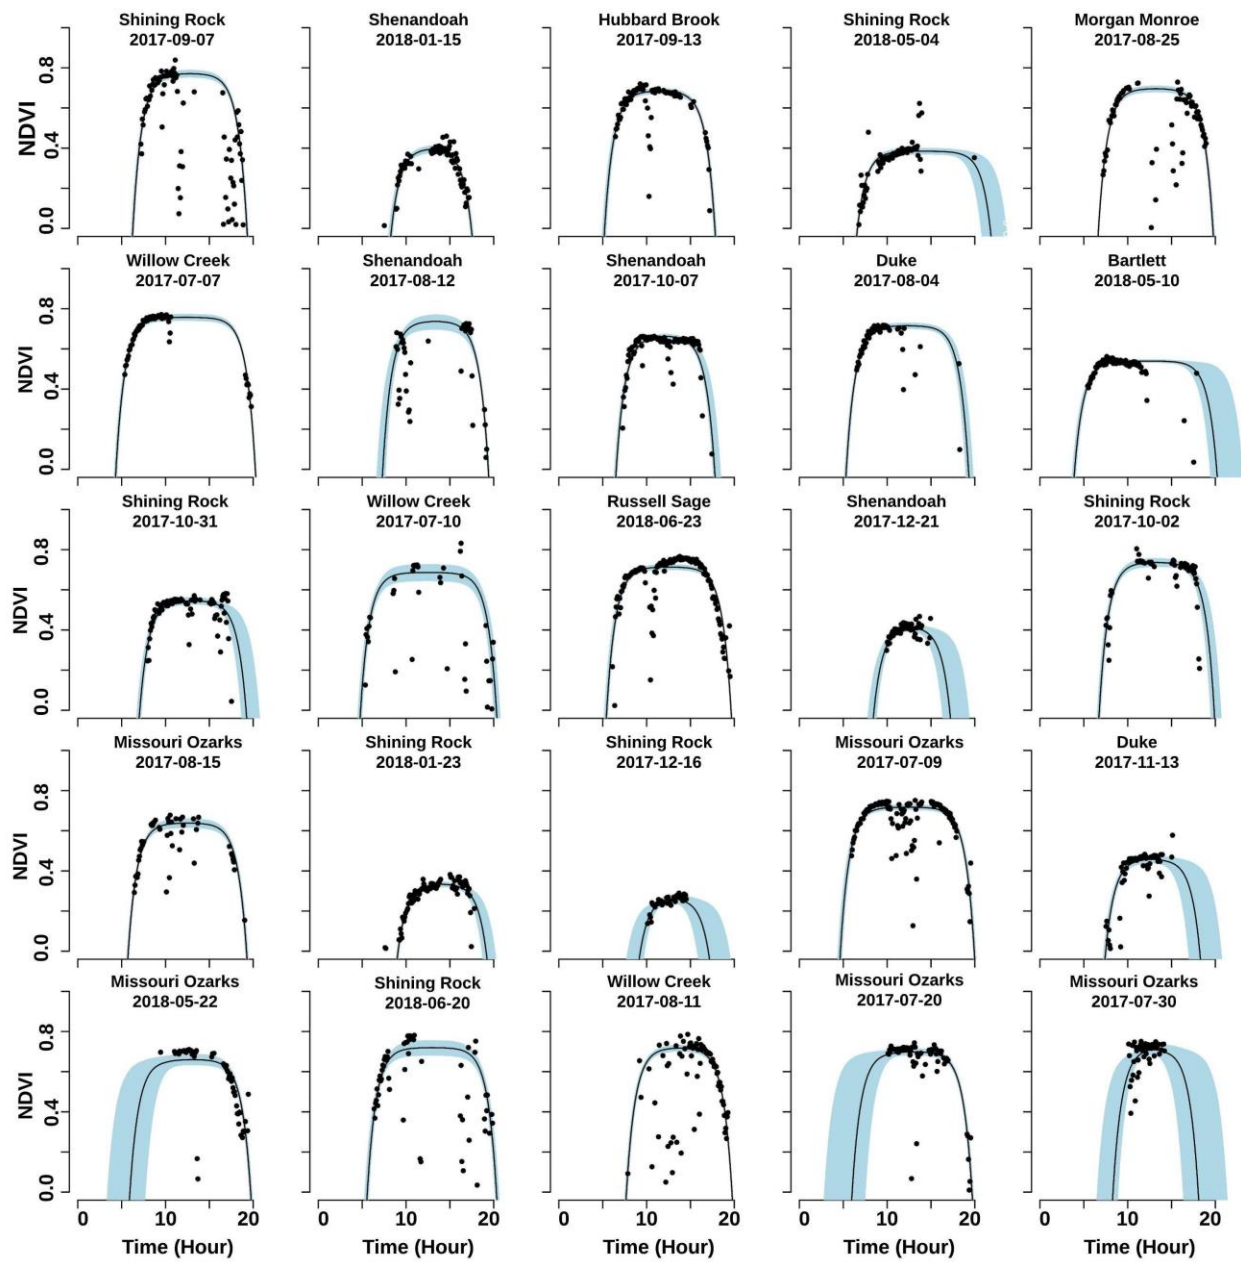 Shining Rock Shenandoah Hubbard Brook Shining Rock Morgan Monroe
2017-09-07 2018-01-15 2017-09-13 2018-05-04 2017-08-25
0.8
NDVI
0.4
0.0
Willow Creek Shenandoah Shenandoah Duke Bartlett
2017-07-07 2017-08-12 2017-10-07 2017-08-04 2018-05-10
0.8
NDVI
0.4
0.0
Shining Rock Willow Creek Russell Sage Shenandoah Shining Rock
2017-10-31 2017-07-10 2018-06-23 2017-12-21 2017-10-02
0.8
NDVI
0.4
0.0
Missouri Ozarks Shining Rock Shining Rock Missouri Ozarks Duke
2017-08-15 2018-01-23 2017-12-16 2017-07-09 2017-11-13
0.8
NDVI
0.4
0.0
Missouri Ozarks Shining Rock Willow Creek Missouri Ozarks Missouri Ozarks
2018-05-22 2018-06-20 2017-08-11 2017-07-20 2017-07-30
0.8
NDVI
0.4
0.0
0 10 20 0 10 20 0 10 20 0 10 20 0 10 20
Time (Hour) Time (Hour) Time (Hour) Time (Hour) Time (Hour)